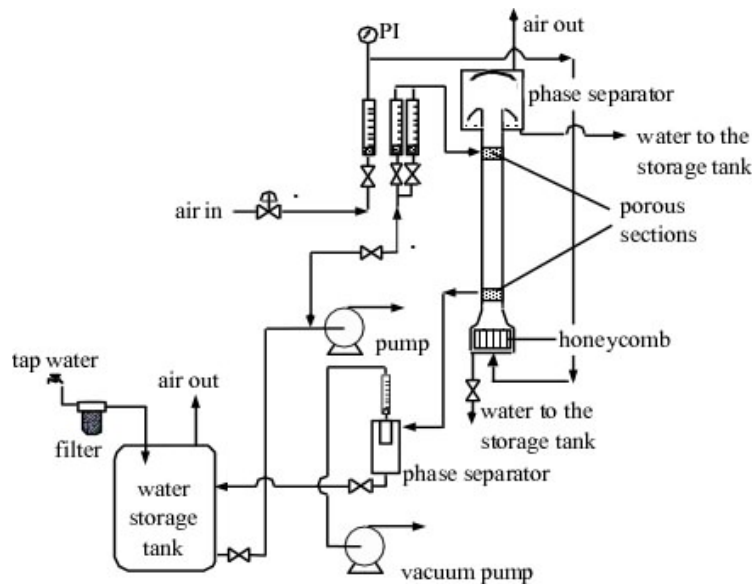 air out
PI
phase separator
water to the
storage tank
air in
porous
sections
pump
honeycomb
tap water
air out
filter
water to the
storage tank
phase separator
water
storage
tank
vacuum pump